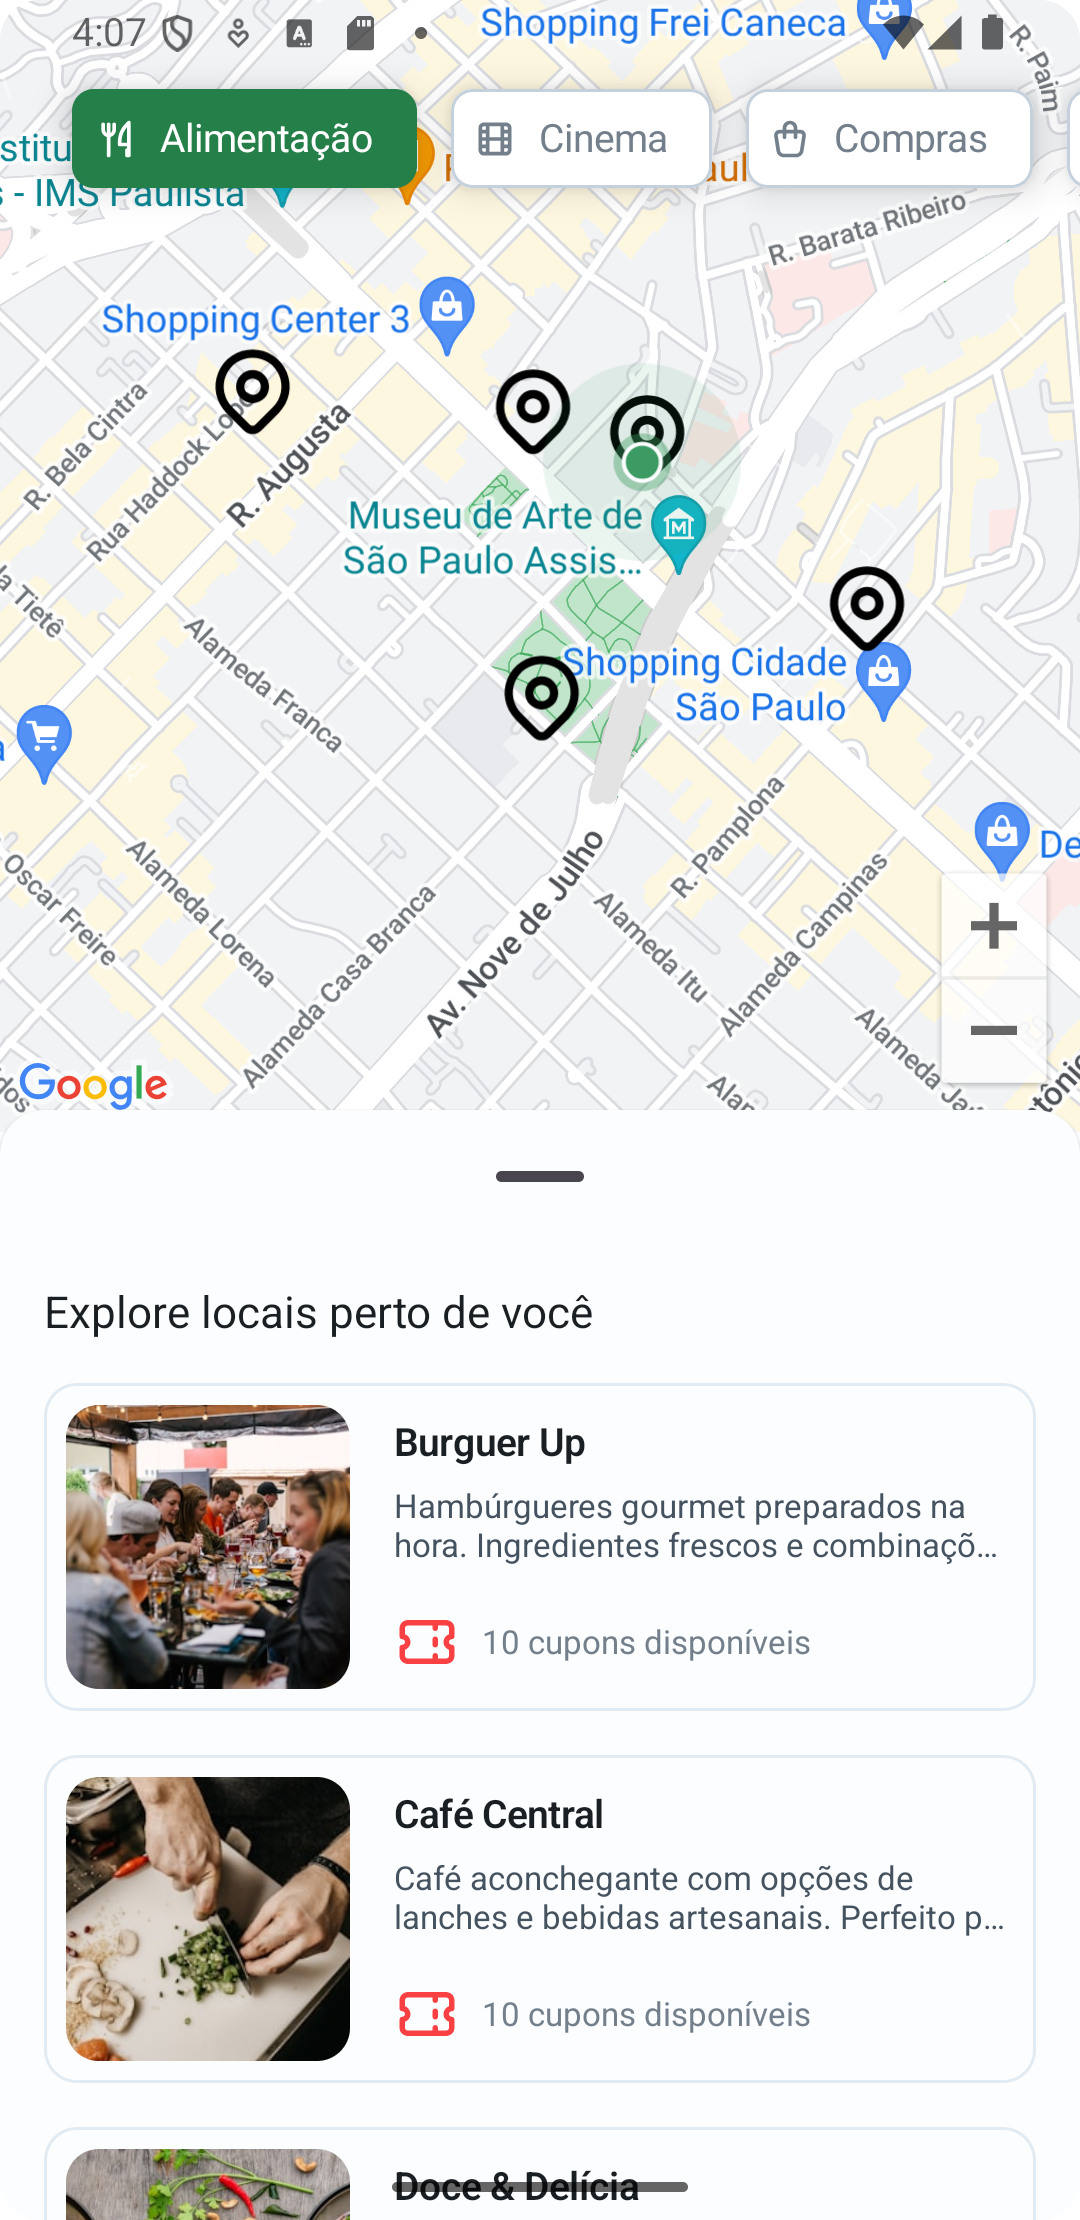 4:07
Shopping Frei Caneca
R. Paim
Alimentação
Cinema
Compras
- IMS Paulista
R. Barata Ribeiro
Shopping Center 3
R. Bela Cintra
Rua Haddock Lobo
R. Augusta
Museu de Arte de
São Paulo Assis...
Tietê
Alameda Franca
Shopping Cidade
São Paulo
R. Pamplona
De
Oscar Freire
Alameda Lorena
Alameda Casa Branca
Av. Nove de Julho
Alameda Itu
Alameda Campinas
Alameda Ja
Google
Explore locais perto de você
Burguer Up
Hambúrgueres gourmet preparados na
hora. Ingredientes frescos e combinaçõ...
10 cupons disponíveis
Café Central
Café aconchegante com opções de
lanches e bebidas artesanais. Perfeito p...
10 cupons disponíveis
Doce & Delícia